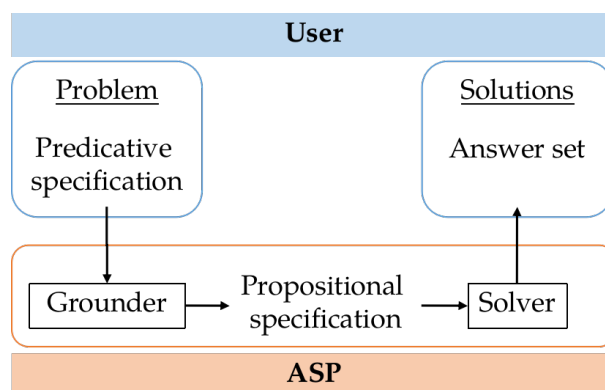 User
Problem
Predicative
specification
Solutions
Answer set
Grounder
Propositional
specification
Solver
ASP